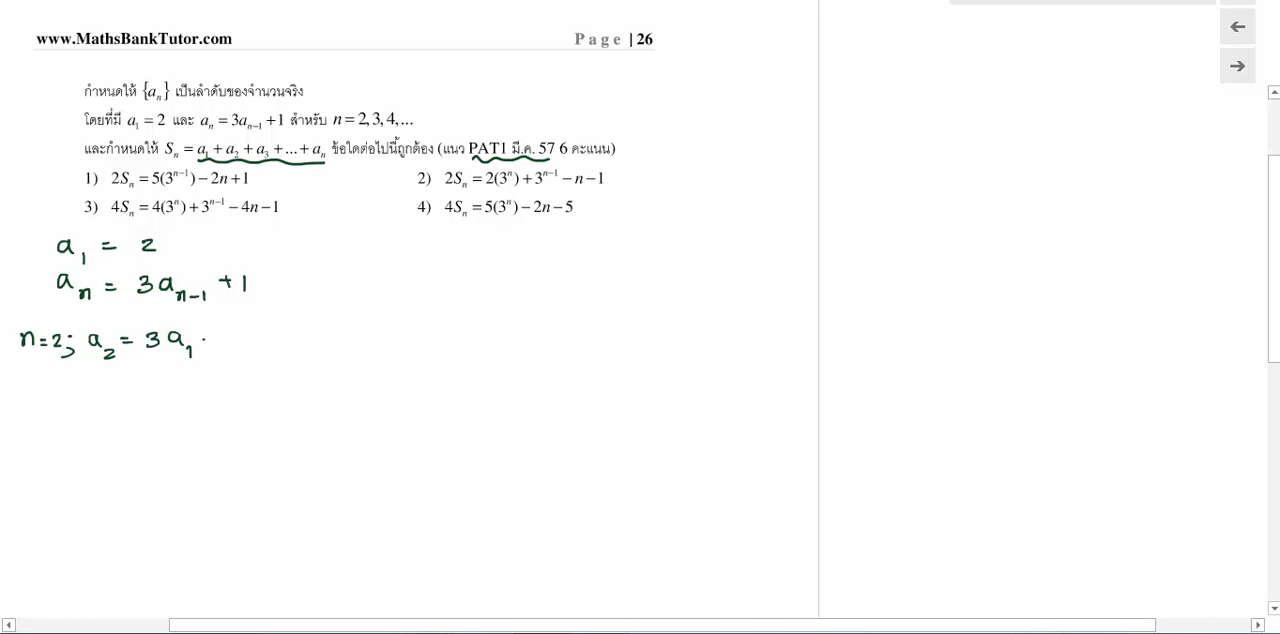 www.MathsBankTutor.com Page | 26
กำหนดให้ {aₙ} เป็นลำดับของจำนวนจริง
โดยที่มี a₁ = 2 และ aₙ = 3aₙ₋₁ + 1 สำหรับ n = 2, 3, 4, ...
และกำหนดให้ Sₙ = a₁ + a₂ + a₃ + ... + aₙ ข้อใดต่อไปนี้ถูกต้อง (แนว PAT1 มี.ค. 57 6 คะแนน)
1) 2Sₙ = 5(3ⁿ⁻¹) − 2n + 1 2) 2Sₙ = 2(3ⁿ) + 3ⁿ⁻¹ − n − 1
3) 4Sₙ = 4(3ⁿ) + 3ⁿ⁻¹ − 4n − 1 4) 4Sₙ = 5(3ⁿ) − 2n − 5
a₁ = 2
aₙ = 3aₙ₋₁ + 1
n=2; a₂ = 3a₁